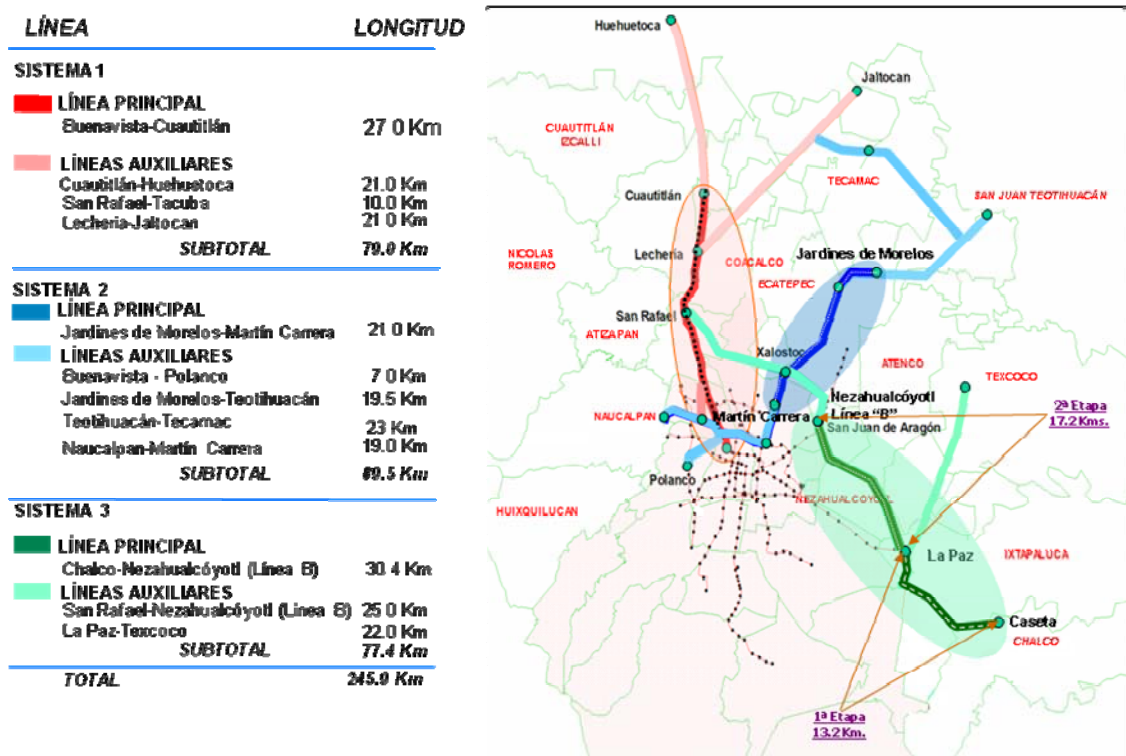 LÍNEA LONGITUD
SISTEMA 1
LÍNEA PRINCIPAL
Buenavista-Cuautitlán 27 0 Km
LÍNEAS AUXILIARES
Cuautitlán-Huehuetoca 21.0 Km
San Rafael-Tacuba 10.0 Km
Lechería-Jaltocan 21 0 Km
SUBTOTAL 79.0 Km
SISTEMA 2
LÍNEA PRINCIPAL
Jardines de Morelos-Martín Carrera 21 0 Km
LÍNEAS AUXILIARES
Buenavista - Polanco 7 0 Km
Jardines de Morelos-Teotihuacán 19.5 Km
Teotihuacán-Tecamac 23 Km
Naucalpan-Martín Carrera 19.0 Km
SUBTOTAL 89.5 Km
SISTEMA 3
LÍNEA PRINCIPAL
Chalco-Nezahualcóyotl (Línea B) 30 4 Km
LÍNEAS AUXILIARES
San Rafael-Nezahualcóyotl (Línea B) 25 0 Km
La Paz-Texcoco 22 0 Km
SUBTOTAL 77.4 Km
TOTAL 245.9 Km
Huehuetoca
Jaltocan
CUAUTITLÁN
IZCALLI
TECAMAC
Cuautitlán
SAN JUAN TEOTIHUACÁN
NICOLAS
ROMERO
Lechería
COACALCO
Jardines de Morelos
ECATEPEC
San Rafael
ATIZAPAN
Xalostoc
ATENCO
TEXCOCO
NAUCALPAN
Martín Carrera
Nezahualcóyotl
Línea “B”
San Juan de Aragón
2ª Etapa
17.2 Kms.
Polanco
HUIXQUILUCAN
NEZAHUALCOYOTL
La Paz
IXTAPALUCA
Caseta
CHALCO
1ª Etapa
13.2 Km.